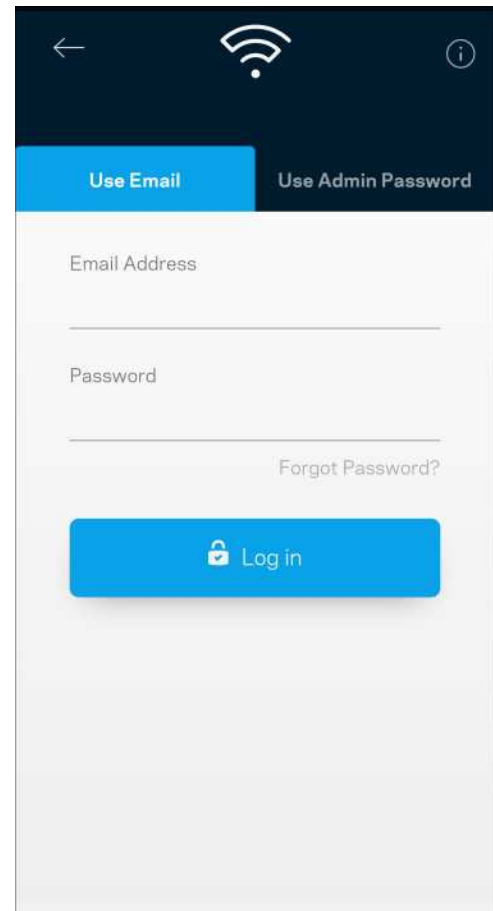 Use Email
Use Admin Password
Email Address
Password
Forgot Password?
Log in